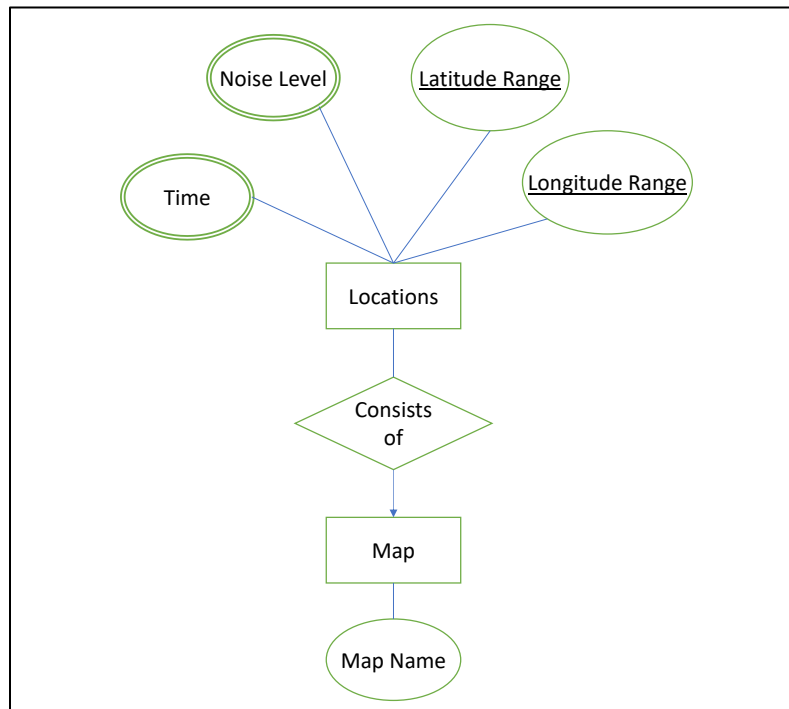 Noise Level
Latitude Range
Time
Longitude Range
Locations
Consists
of
Map
Map Name